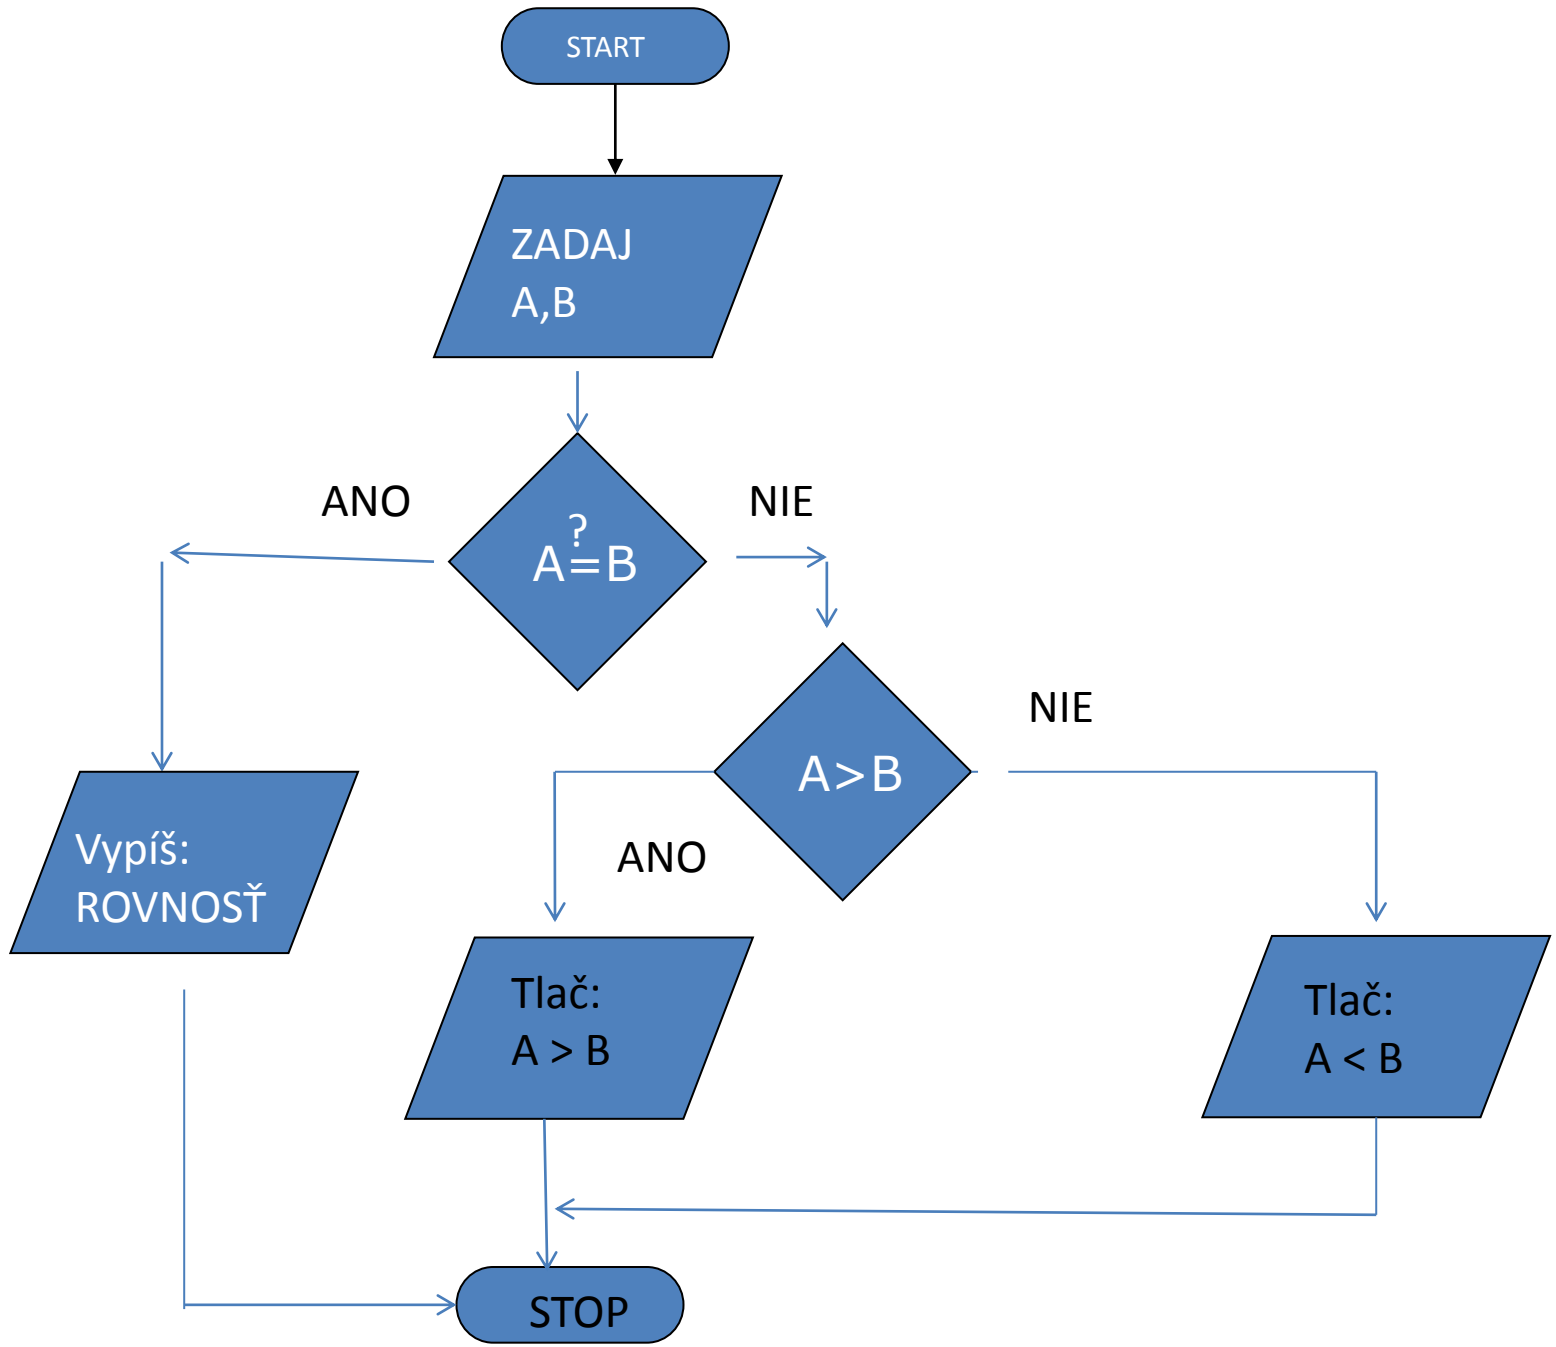 START
ZADAJ
A,B
ANO
NIE
?
A=B
NIE
A>B
ANO
Vypíš:
ROVNOSŤ
Tlač:
A > B
Tlač:
A < B
STOP